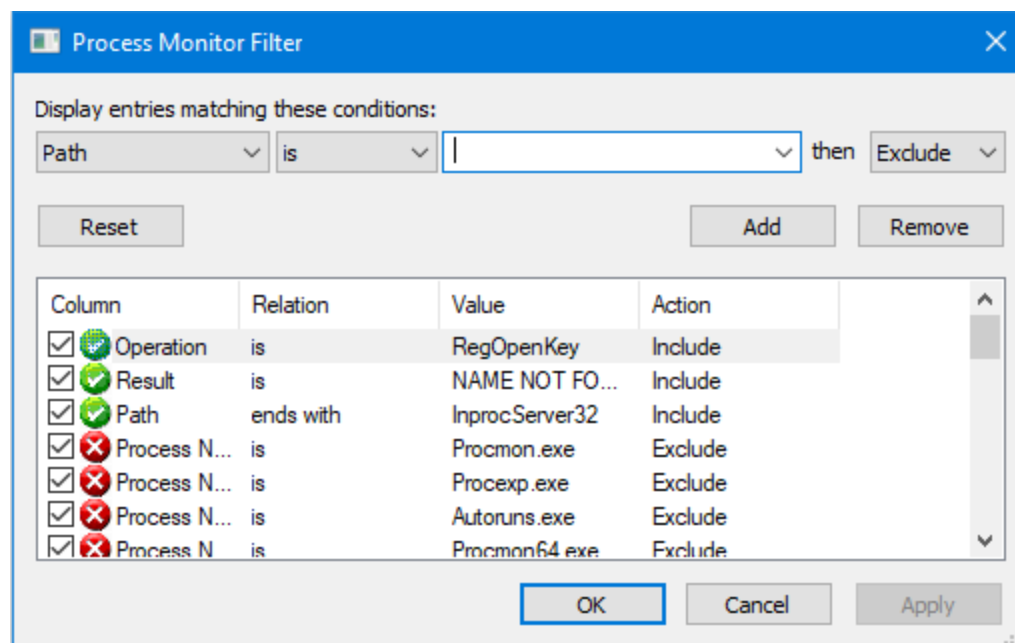 Process Monitor Filter
Display entries matching these conditions:
Path is then Exclude
Reset Add Remove
Column Relation Value Action
Operation is RegOpenKey Include
Result is NAME NOT FO... Include
Path ends with InprocServer32 Include
Process N... is Procmon.exe Exclude
Process N... is Procexp.exe Exclude
Process N... is Autoruns.exe Exclude
Process N is Procmon64.exe Exclude
OK Cancel Apply